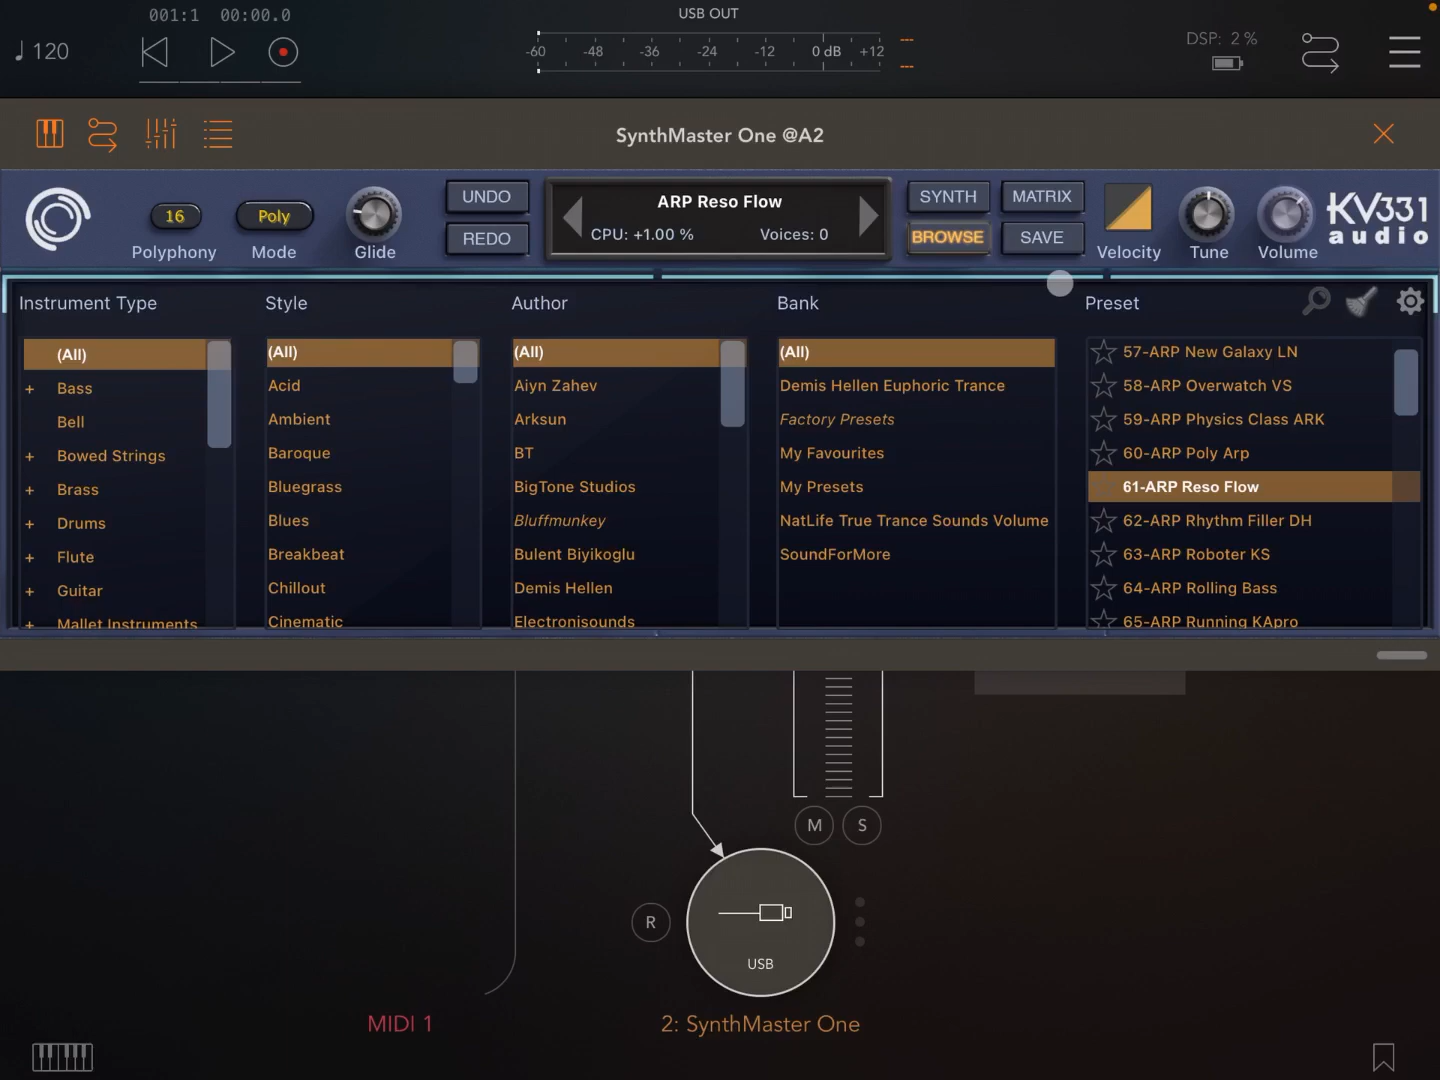 001:1 00:00.0
USB OUT
120
-60 -48 -36 -24 -12 0 dB +12
---
---
DSP: 2 %
SynthMaster One @A2
16
Polyphony
Poly
Mode
Glide
UNDO
REDO
ARP Reso Flow
CPU: +1.00 %
Voices: 0
SYNTH
MATRIX
BROWSE
SAVE
Velocity
Tune
Volume
KV331
audio
Instrument Type
(All)
+ Bass
Bell
+ Bowed Strings
+ Brass
+ Drums
+ Flute
+ Guitar
+ Mallet Instruments
Style
(All)
Acid
Ambient
Baroque
Bluegrass
Blues
Breakbeat
Chillout
Cinematic
Author
(All)
Aiyn Zahev
Arksun
BT
BigTone Studios
Bluffmunkey
Bulent Biyikoglu
Demis Hellen
Electronisounds
Bank
(All)
Demis Hellen Euphoric Trance
Factory Presets
My Favourites
My Presets
NatLife True Trance Sounds Volume
SoundForMore
Preset
57-ARP New Galaxy LN
58-ARP Overwatch VS
59-ARP Physics Class ARK
60-ARP Poly Arp
61-ARP Reso Flow
62-ARP Rhythm Filler DH
63-ARP Roboter KS
64-ARP Rolling Bass
65-ARP Running KApro
M
S
R
USB
MIDI 1
2: SynthMaster One